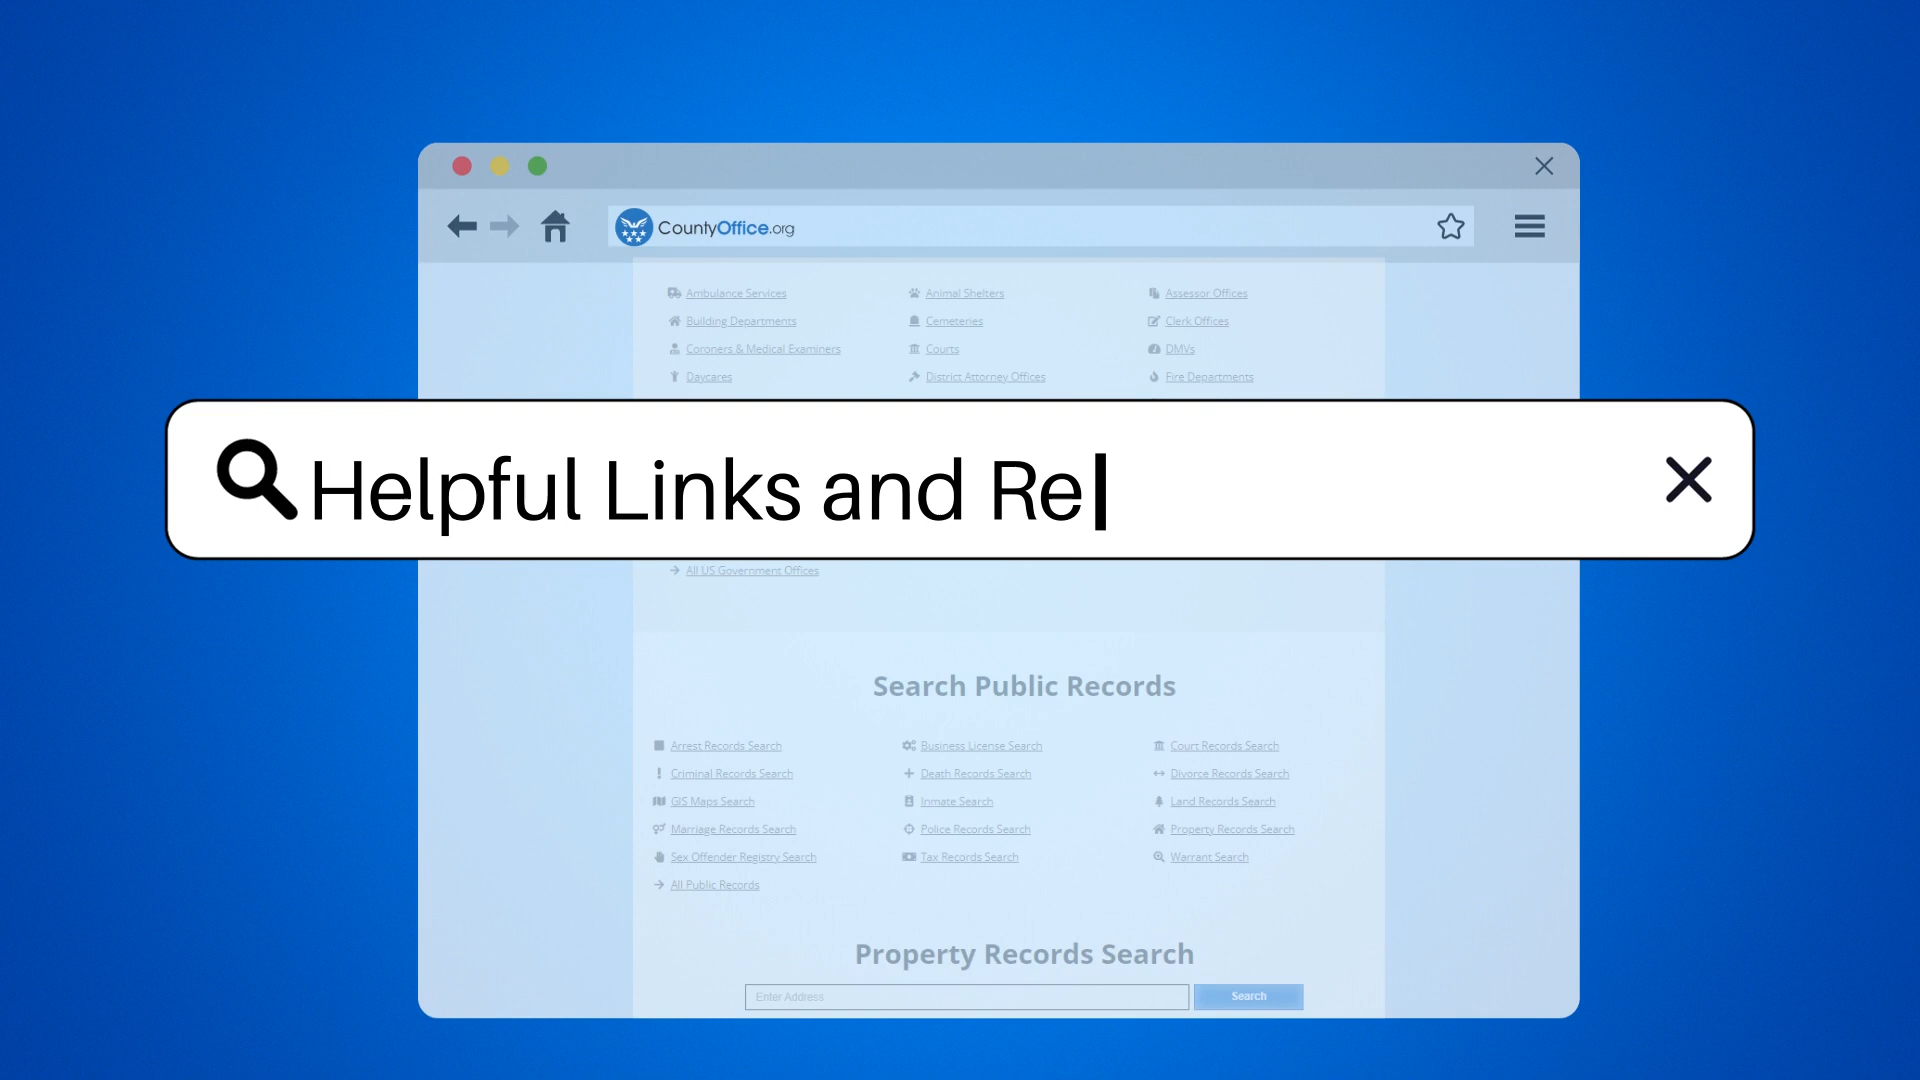 CountyOffice.org
Ambulance Services Animal Shelters Assessor Offices
Building Departments Cemeteries Clerk Offices
Coroners & Medical Examiners Courts DMVs
Daycares District Attorney Offices Fire Departments
Helpful Links and Re
All US Government Offices
Search Public Records
Arrest Records Search Business License Search Court Records Search
Criminal Records Search Death Records Search Divorce Records Search
GIS Maps Search Inmate Search Land Records Search
Marriage Records Search Police Records Search Property Records Search
Sex Offender Registry Search Tax Records Search Warrant Search
All Public Records
Property Records Search
Enter Address Search